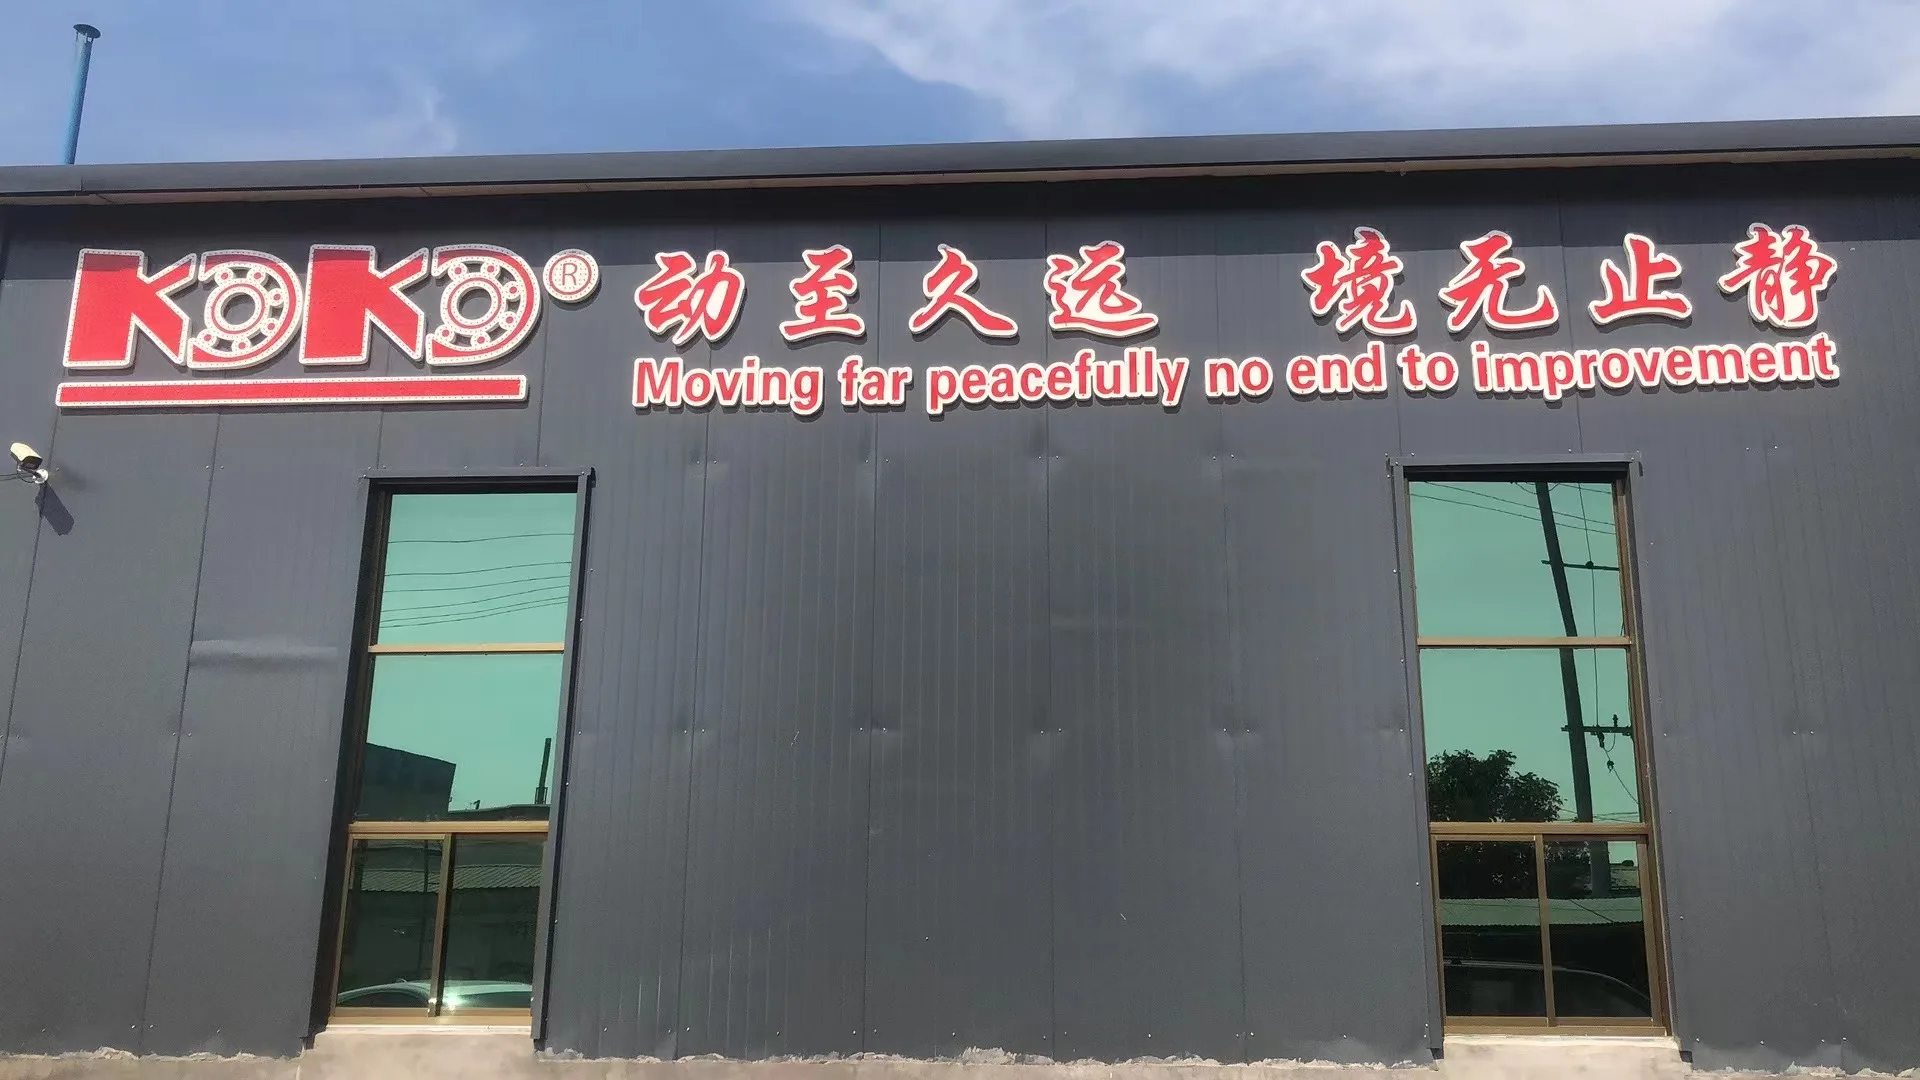 KOKO® 动至久远 境无止静
Moving far peacefully no end to improvement